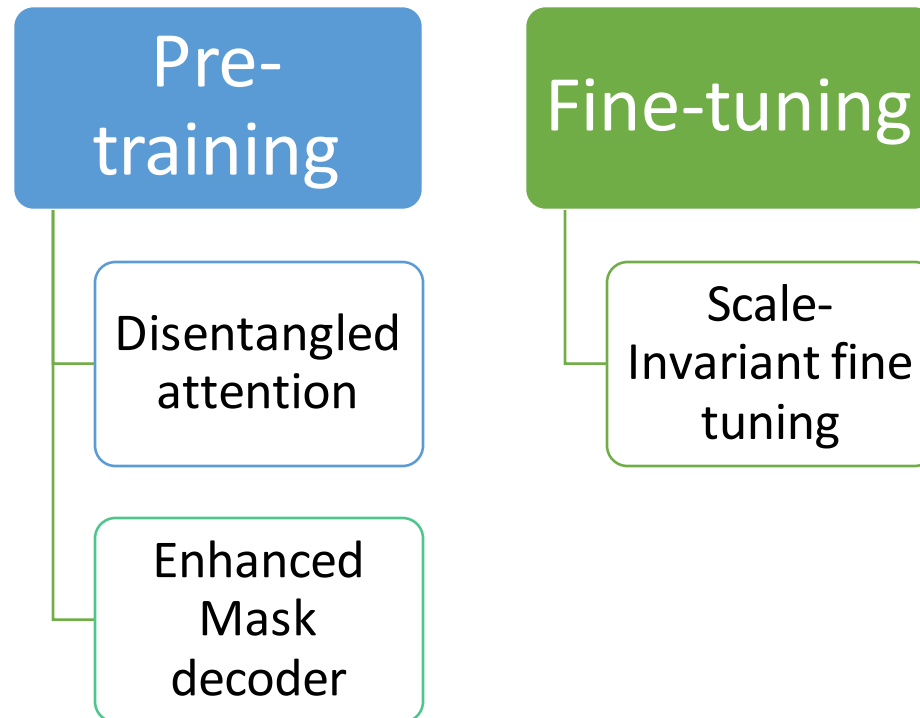 Pre-
training
Disentangled
attention
Enhanced
Mask
decoder
Fine-tuning
Scale-
Invariant fine
tuning